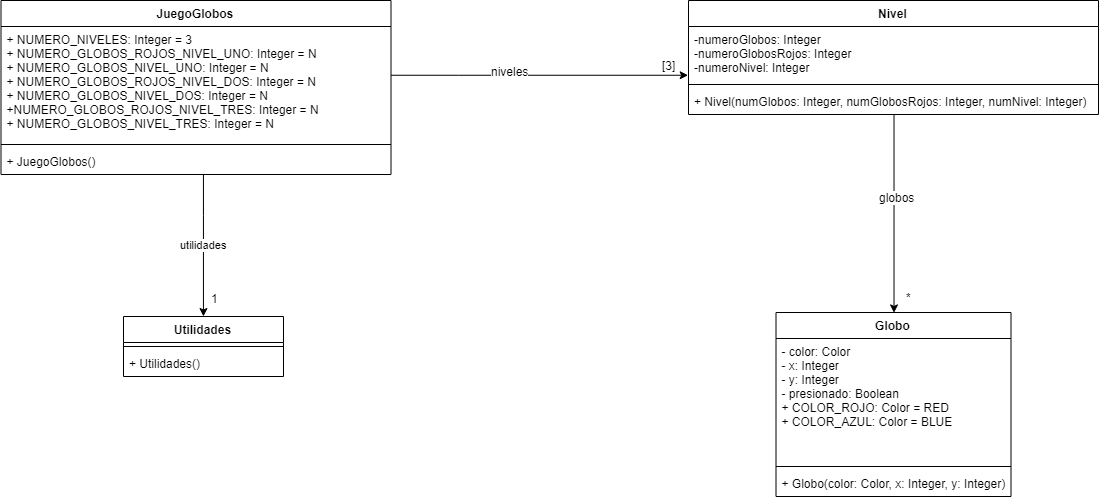 JuegoGlobos
+ NUMERO_NIVELES: Integer = 3
+ NUMERO_GLOBOS_ROJOS_NIVEL_UNO: Integer = N
+ NUMERO_GLOBOS_NIVEL_UNO: Integer = N
+ NUMERO_GLOBOS_ROJOS_NIVEL_DOS: Integer = N
+ NUMERO_GLOBOS_NIVEL_DOS: Integer = N
+NUMERO_GLOBOS_ROJOS_NIVEL_TRES: Integer = N
+ NUMERO_GLOBOS_NIVEL_TRES: Integer = N
+ JuegoGlobos()
niveles
[3]
Nivel
-numeroGlobos: Integer
-numeroGlobosRojos: Integer
-numeroNivel: Integer
+ Nivel(numGlobos: Integer, numGlobosRojos: Integer, numNivel: Integer)
utilidades
1
Utilidades
+ Utilidades()
globos
*
Globo
- color: Color
- x: Integer
- y: Integer
- presionado: Boolean
+ COLOR_ROJO: Color = RED
+ COLOR_AZUL: Color = BLUE
+ Globo(color: Color, x: Integer, y: Integer)